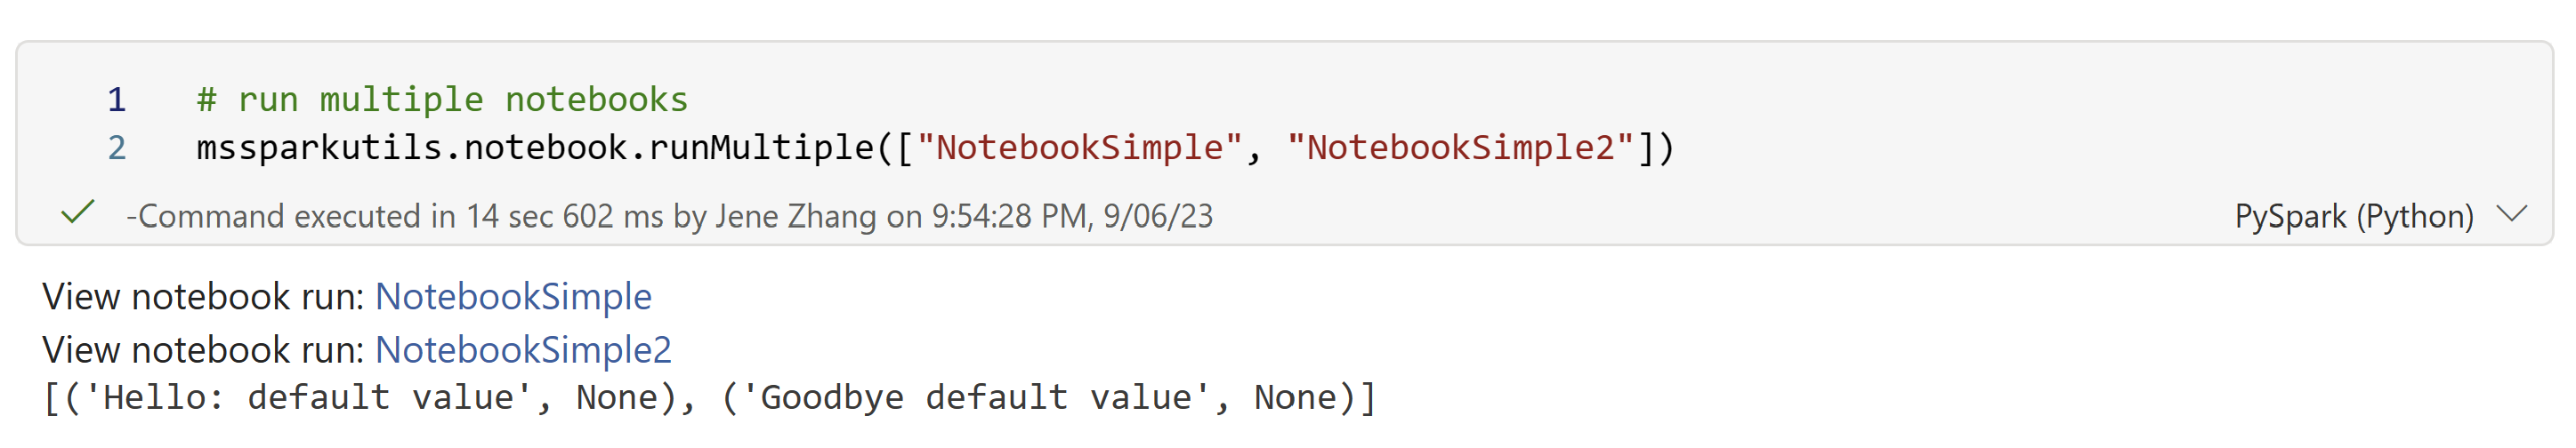 1 # run multiple notebooks
2 mssparkutils.notebook.runMultiple(["NotebookSimple", "NotebookSimple2"])
-Command executed in 14 sec 602 ms by Jene Zhang on 9:54:28 PM, 9/06/23 PySpark (Python)
View notebook run: NotebookSimple
View notebook run: NotebookSimple2
[('Hello: default value', None), ('Goodbye default value', None)]